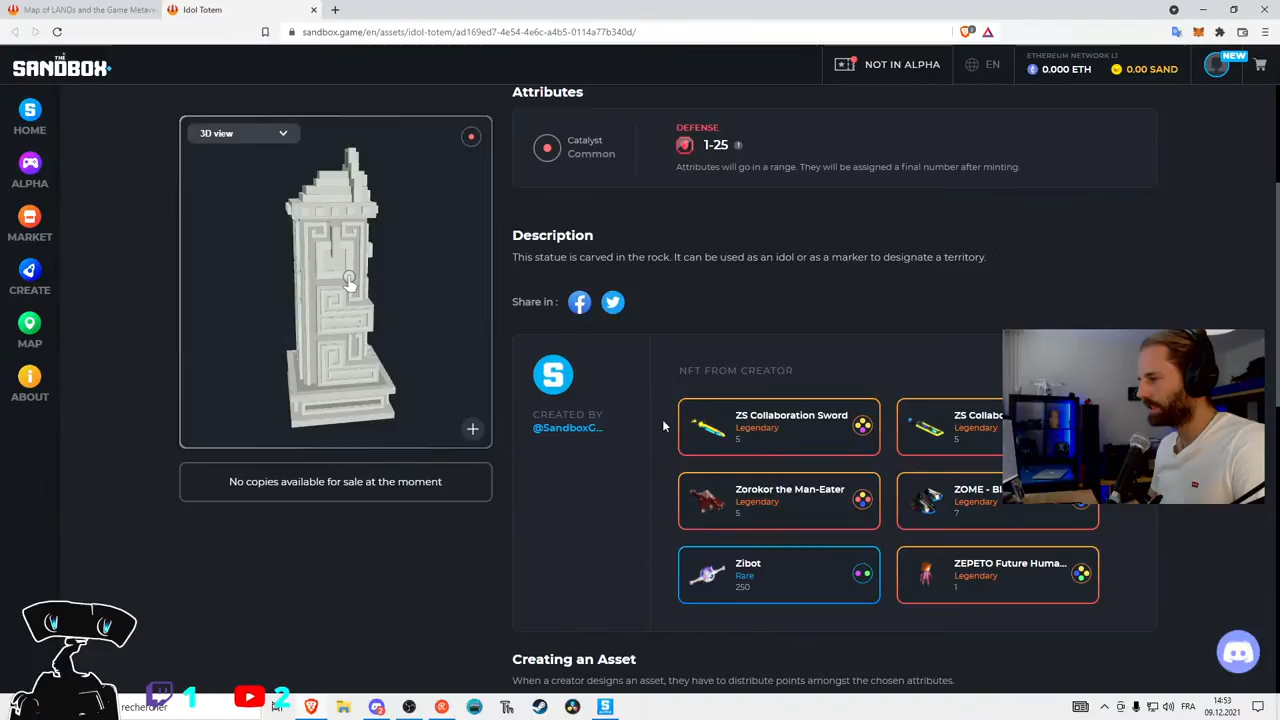 Map of LANDs and the Game Metave
Idol Totem
sandbox.game/en/assets/idol-totem/ad169ed7-4e54-4e6c-a4b5-0114a77b340d/
THE
SANDBOX
NOT IN ALPHA
EN
ETHEREUM NETWORK L1
0.000 ETH
0.00 SAND
NEW
HOME
ALPHA
MARKET
CREATE
MAP
ABOUT
3D view
No copies available for sale at the moment
Attributes
Catalyst
Common
DEFENSE
1-25
Attributes will go in a range. They will be assigned a final number after minting.
Description
This statue is carved in the rock. It can be used as an idol or as a marker to designate a territory.
Share in :
S
CREATED BY
@SandboxG...
NFT FROM CREATOR
ZS Collaboration Sword
Legendary
5
ZS Collabo
Legendary
5
Zorokor the Man-Eater
Legendary
5
ZOME - Bl
Legendary
7
Zibot
Rare
250
ZEPETO Future Huma...
Legendary
1
Creating an Asset
When a creator designs an asset, they have to distribute points amongst the chosen attributes.
1
2
rechercher
FRA
14:53
09.12.2021